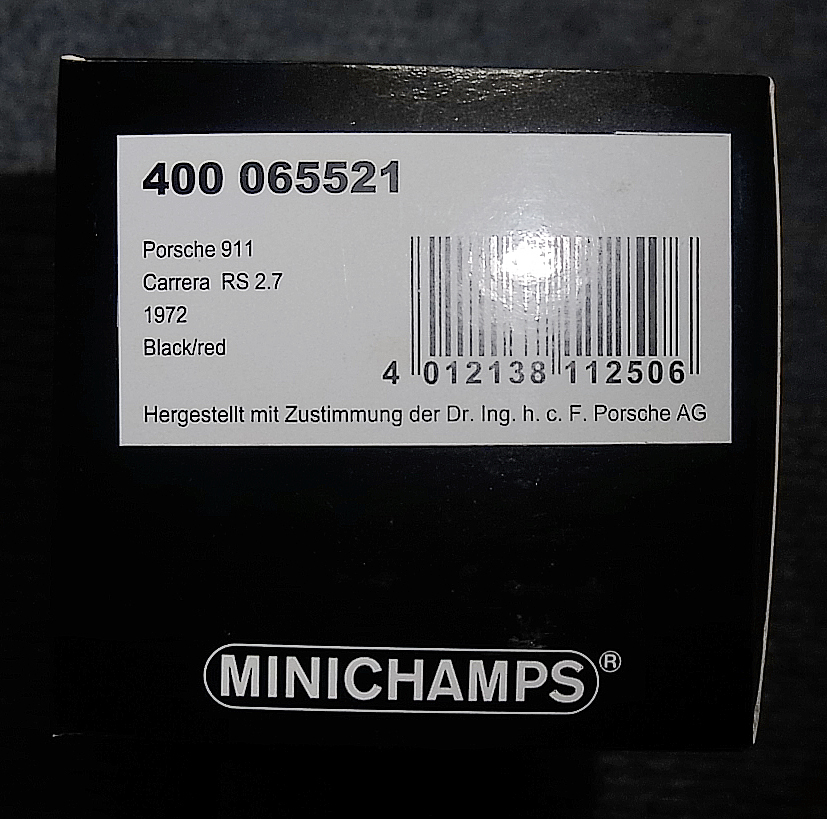 400 065521
Porsche 911
Carrera RS 2.7
1972
Black/red
4 012138 112506
Hergestellt mit Zustimmung der Dr. Ing. h. c. F. Porsche AG
MINICHAMPS®